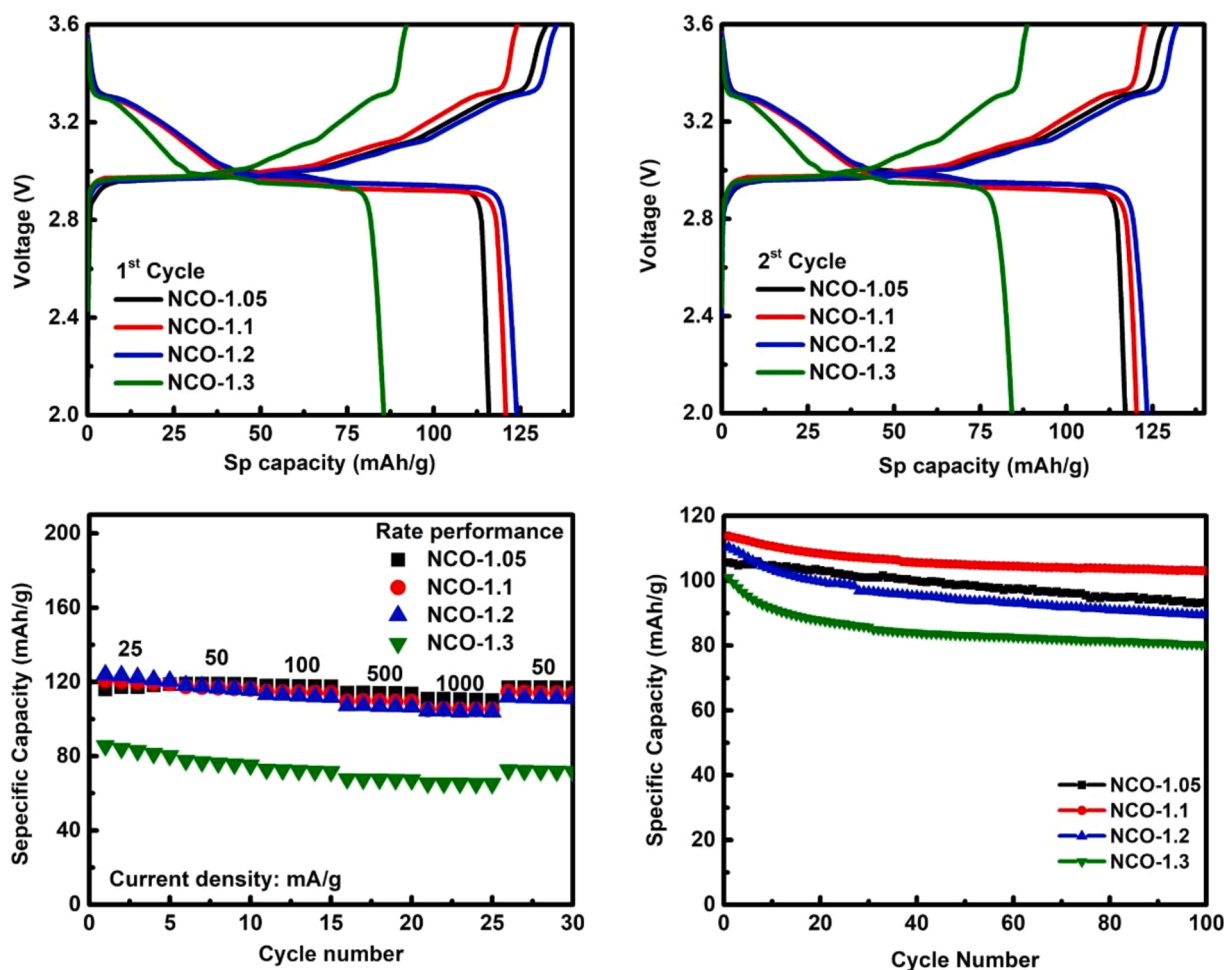 3.6
3.2
2.8
2.4
2.0
Voltage (V)
1st Cycle
NCO-1.05
NCO-1.1
NCO-1.2
NCO-1.3
0 25 50 75 100 125
Sp capacity (mAh/g)
3.6
3.2
2.8
2.4
2.0
Voltage (V)
2st Cycle
NCO-1.05
NCO-1.1
NCO-1.2
NCO-1.3
0 25 50 75 100 125
Sp capacity (mAh/g)
200
160
120
80
40
0
Sepecific Capacity (mAh/g)
Rate performance
NCO-1.05
NCO-1.1
NCO-1.2
NCO-1.3
25 50 100 500 1000 50
Current density: mA/g
0 5 10 15 20 25 30
Cycle number
120
100
80
60
40
20
0
Specific Capacity (mAh/g)
NCO-1.05
NCO-1.1
NCO-1.2
NCO-1.3
0 20 40 60 80 100
Cycle Number